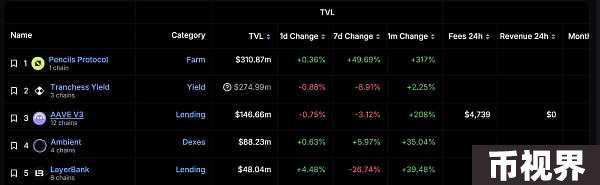 TVL
Name Category TVL 1d Change 7d Change 1m Change Fees 24h Revenue 24h Month
1 Pencils Protocol Farm $310.87m +0.36% +49.69% +317%
1 chain
2 Tranchess Yield Yield $274.99m -0.88% -8.91% +2.25%
3 chains
3 AAVE V3 Lending $146.66m -0.75% -3.12% +208% $4,739 $0
12 chains
4 Ambient Dexes $88.23m +0.63% +5.97% +35.04%
4 chains
5 LayerBank Lending $48.04m +4.48% -26.74% +39.48%
8 chains
币视界